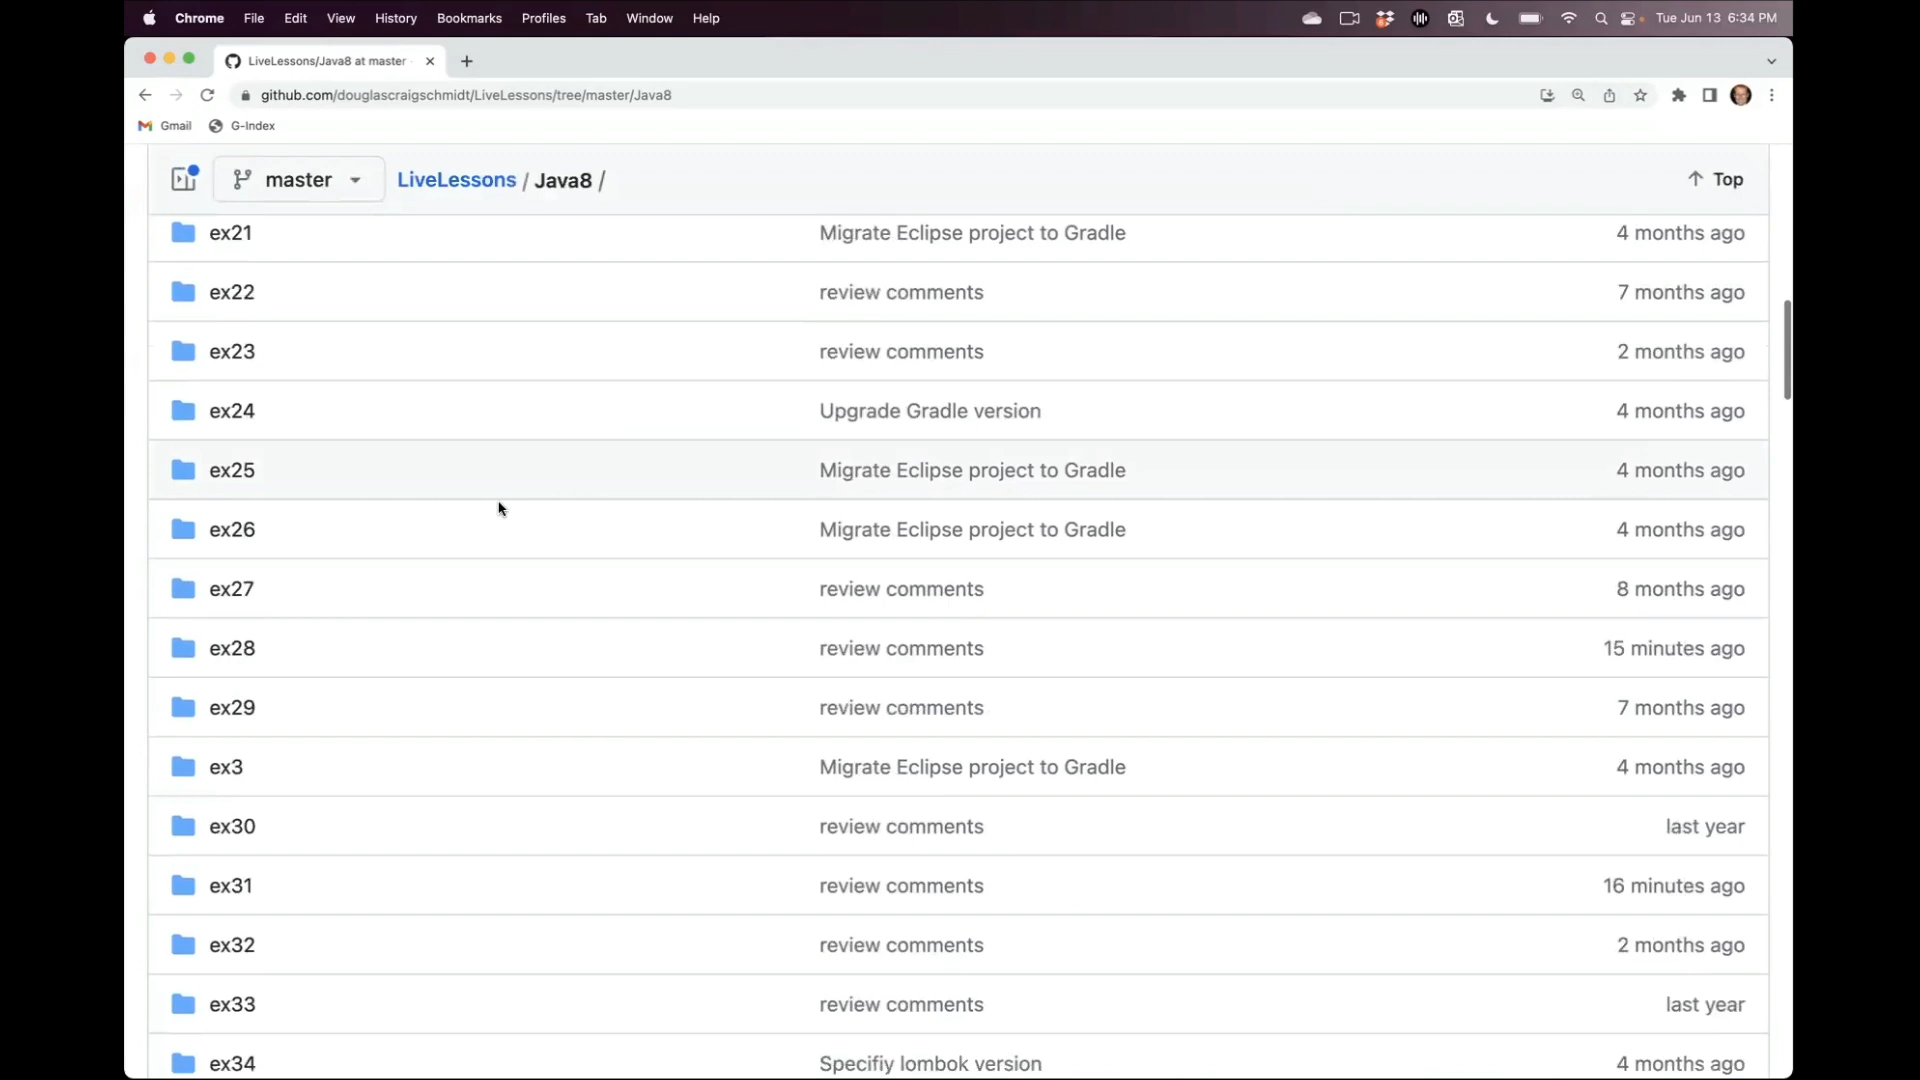 Chrome File Edit View History Bookmarks Profiles Tab Window Help Tue Jun 13 6:34 PM
LiveLessons/Java8 at master
github.com/douglascraigschmidt/LiveLessons/tree/master/Java8
Gmail G-Index
master LiveLessons / Java8 / Top
ex21 Migrate Eclipse project to Gradle 4 months ago
ex22 review comments 7 months ago
ex23 review comments 2 months ago
ex24 Upgrade Gradle version 4 months ago
ex25 Migrate Eclipse project to Gradle 4 months ago
ex26 Migrate Eclipse project to Gradle 4 months ago
ex27 review comments 8 months ago
ex28 review comments 15 minutes ago
ex29 review comments 7 months ago
ex3 Migrate Eclipse project to Gradle 4 months ago
ex30 review comments last year
ex31 review comments 16 minutes ago
ex32 review comments 2 months ago
ex33 review comments last year
ex34 Specifiy lombok version 4 months ago